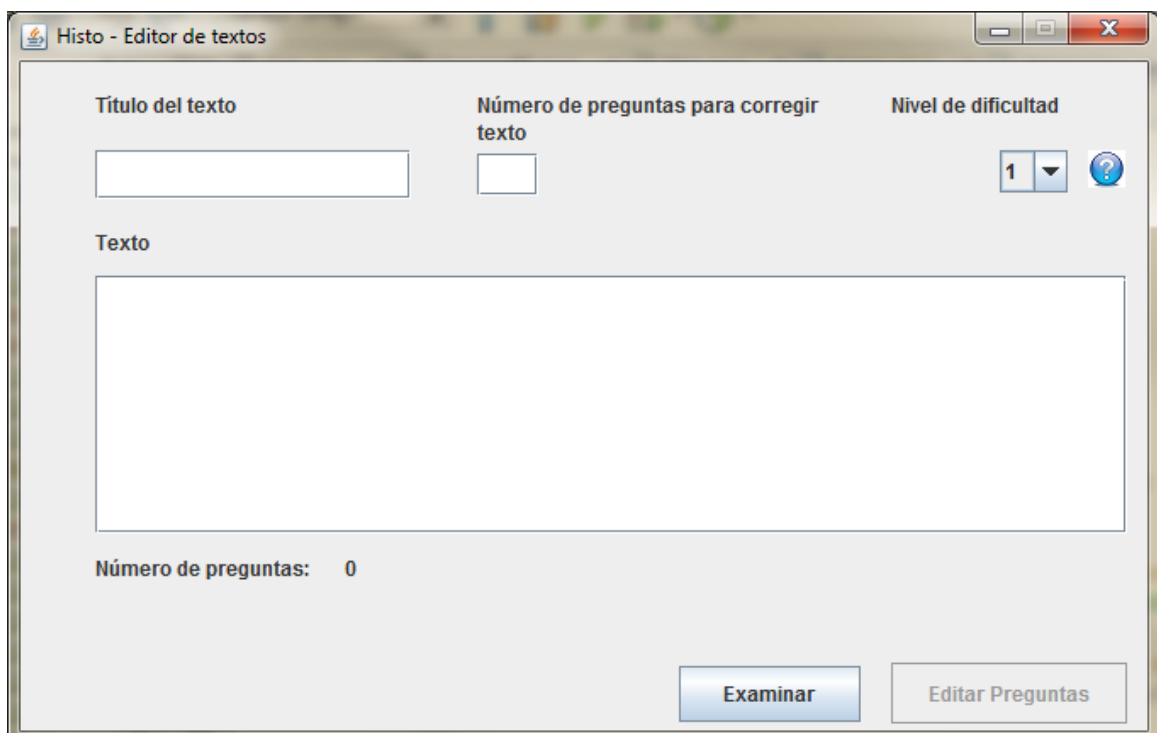 Histo - Editor de textos
Título del texto
Número de preguntas para corregir
texto
Nivel de dificultad
1
Texto
Número de preguntas: 0
Examinar
Editar Preguntas